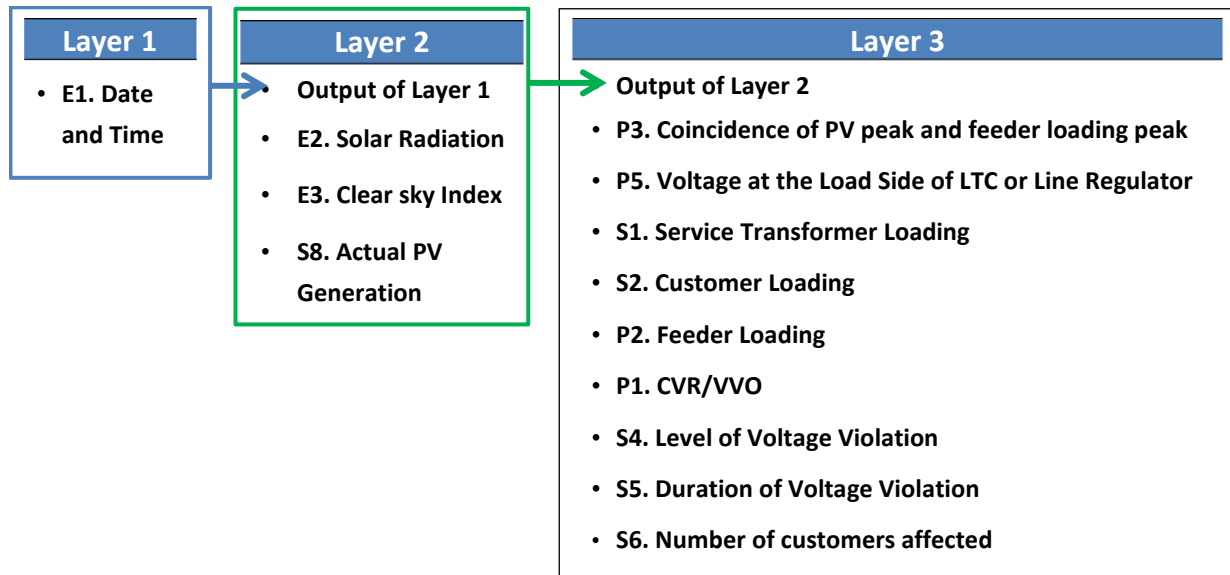 Layer 1
• E1. Date
and Time
Layer 2
• Output of Layer 1
• E2. Solar Radiation
• E3. Clear sky Index
• S8. Actual PV
Generation
Layer 3
Output of Layer 2
• P3. Coincidence of PV peak and feeder loading peak
• P5. Voltage at the Load Side of LTC or Line Regulator
• S1. Service Transformer Loading
• S2. Customer Loading
• P2. Feeder Loading
• P1. CVR/VVO
• S4. Level of Voltage Violation
• S5. Duration of Voltage Violation
• S6. Number of customers affected